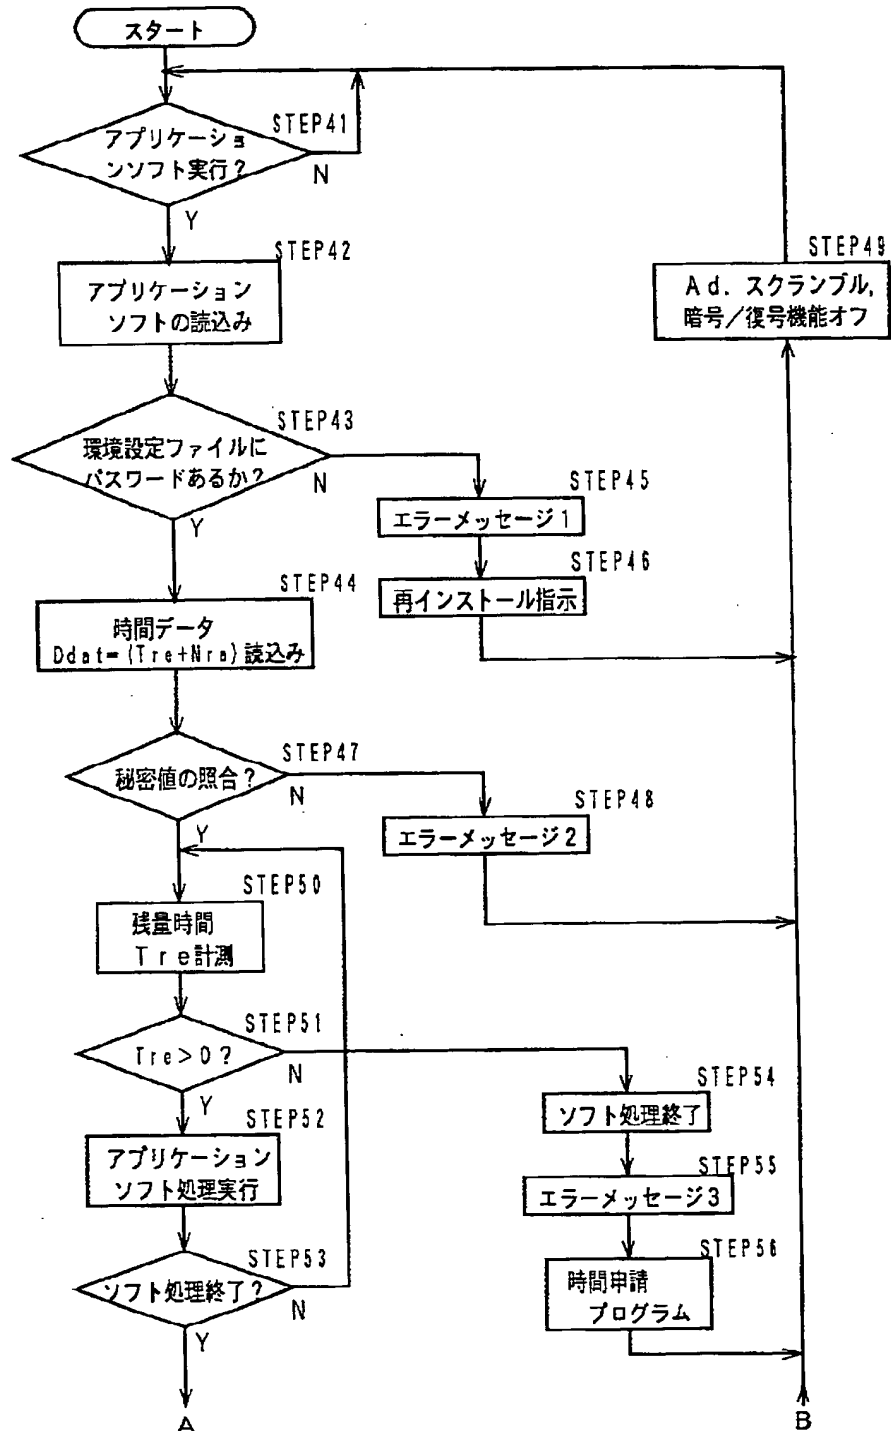 スタート
STEP41
アプリケーショ
ンソフト実行?
N
Y
STEP42
アプリケーション
ソフトの読込み
STEP49
Ad. スクランブル,
暗号/復号機能オフ
STEP43
環境設定ファイルに
パスワードあるか?
N
Y
STEP45
エラーメッセージ1
STEP46
再インストール指示
STEP44
時間データ
Ddat=(Tre+Nra)読込み
STEP47
秘密値の照合?
N
Y
STEP48
エラーメッセージ2
STEP50
残量時間
Tre計測
STEP51
Tre>0?
N
Y
STEP54
ソフト処理終了
STEP52
アプリケーション
ソフト処理実行
STEP55
エラーメッセージ3
STEP53
ソフト処理終了?
N
Y
STEP56
時間申請
プログラム
A
B